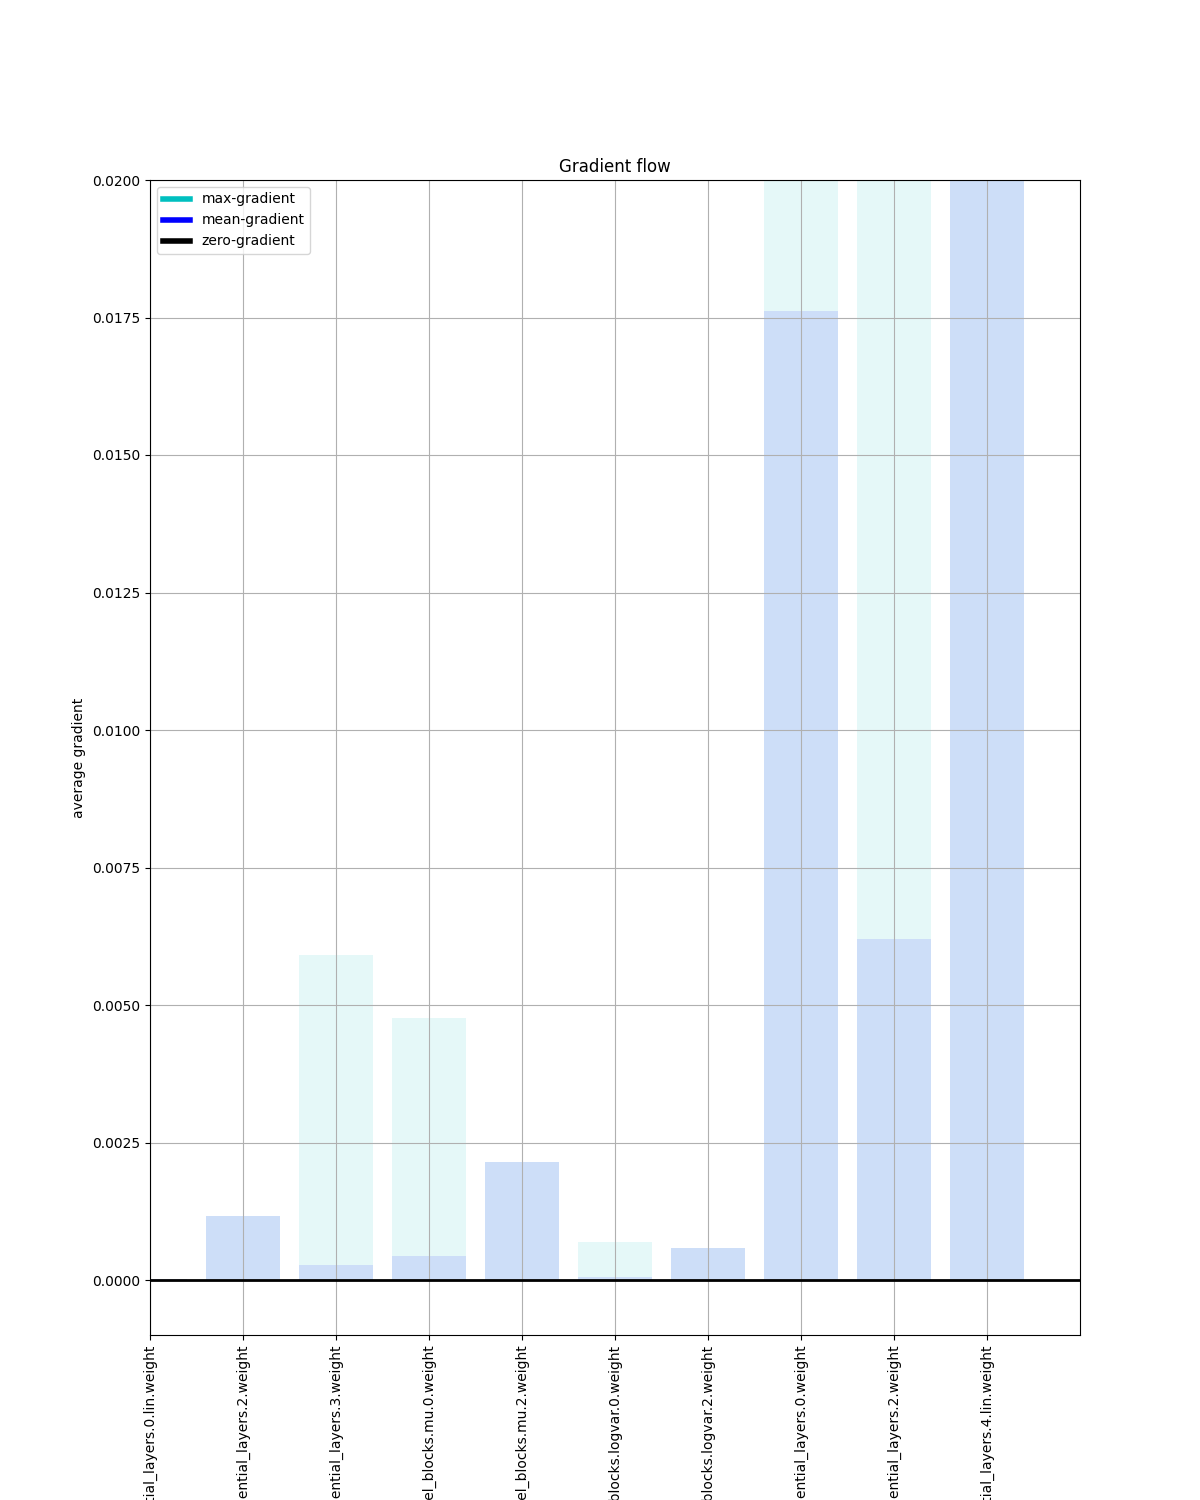 Gradient flow
max-gradient
mean-gradient
zero-gradient
average gradient
0.0200
0.0175
0.0150
0.0125
0.0100
0.0075
0.0050
0.0025
0.0000
tial_layers.0.lin.weight
ential_layers.2.weight
ential_layers.3.weight
el_blocks.mu.0.weight
el_blocks.mu.2.weight
blocks.logvar.0.weight
blocks.logvar.2.weight
ential_layers.0.weight
ential_layers.2.weight
tial_layers.4.lin.weight